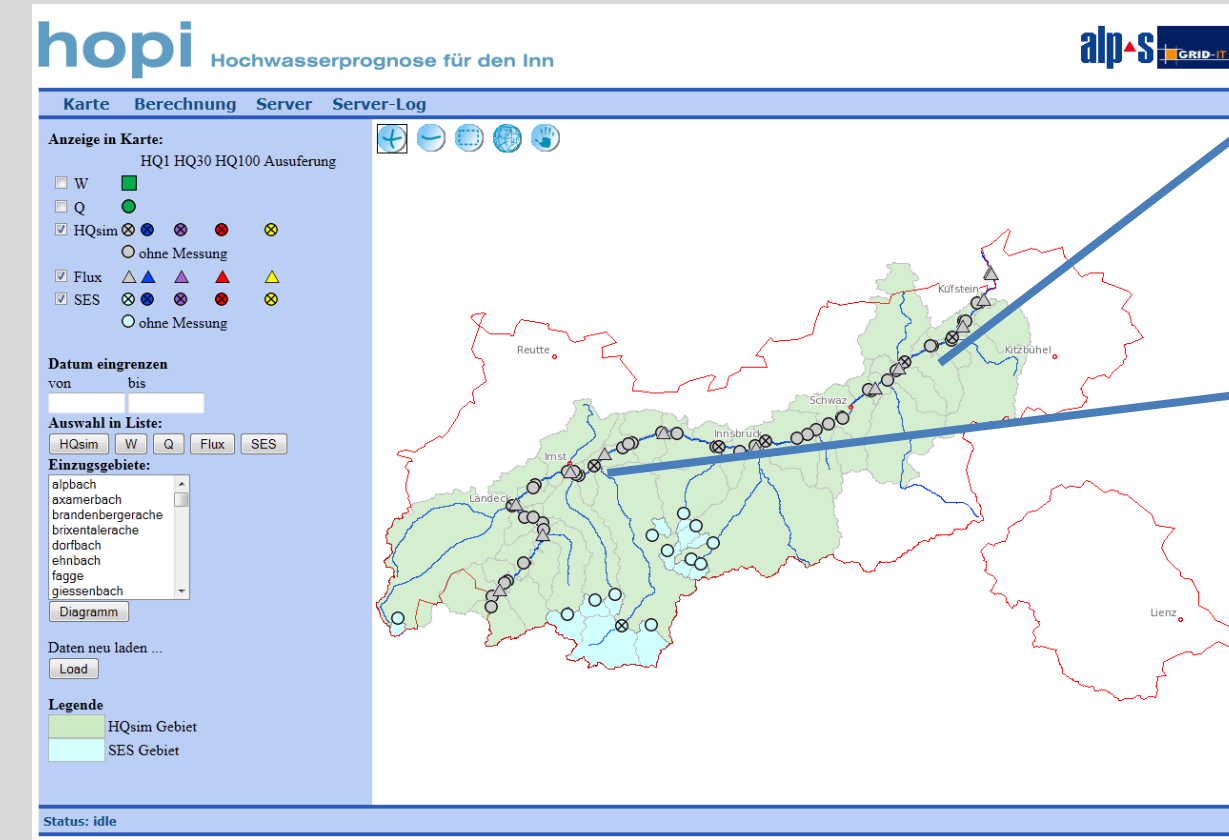 hopi Hochwasserprognose für den Inn
alp-S GRID-IT
Karte Berechnung Server Server-Log
Anzeige in Karte:
HQ1 HQ30 HQ100 Ausuferung
W
Q
HQsim
ohne Messung
Flux
SES
ohne Messung
Datum eingrenzen
von bis
Auswahl in Liste:
HQsim W Q Flux SES
Einzugsgebiete:
alpbach
axamerbach
brandenbergerache
brixentalerache
dorfbach
ehnbach
fagge
giessenbach
Diagramm
Daten neu laden ...
Load
Legende
HQsim Gebiet
SES Gebiet
Kufstein
Reutte
Kitzbühel
Schwaz
Innsbruck
Imst
Landeck
Lienz
Status: idle